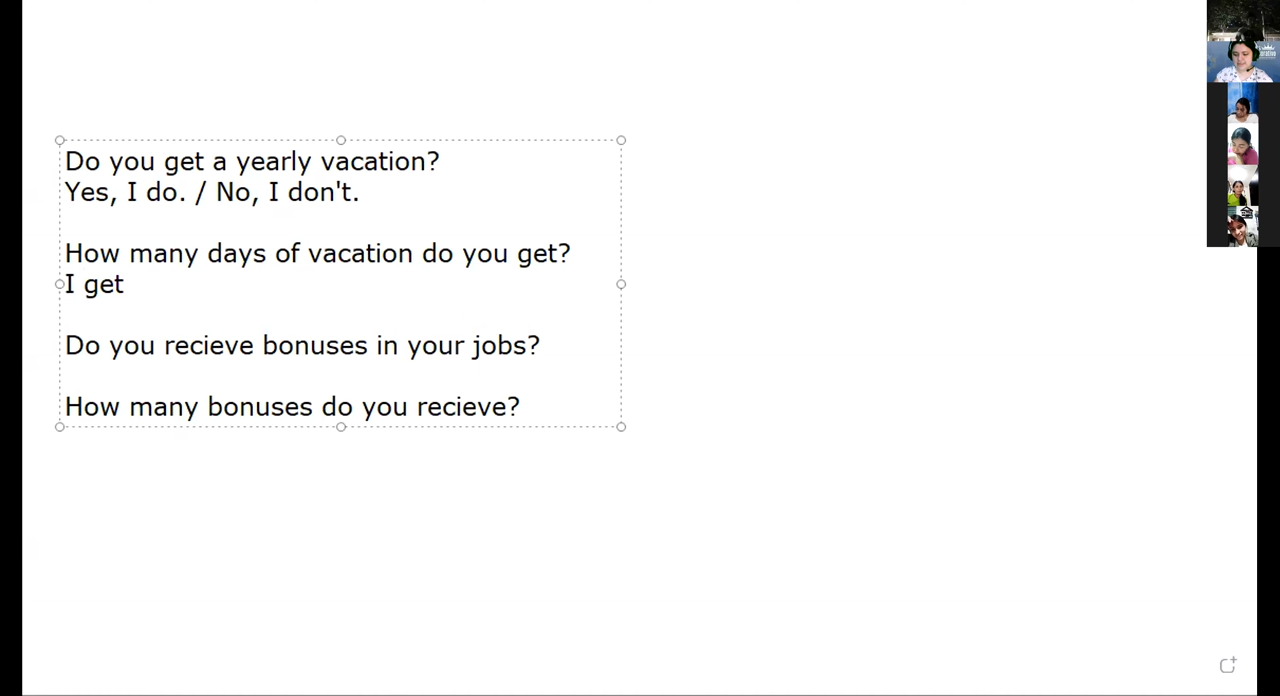 Do you get a yearly vacation?
Yes, I do. / No, I don't.
How many days of vacation do you get?
I get
Do you recieve bonuses in your jobs?
How many bonuses do you recieve?